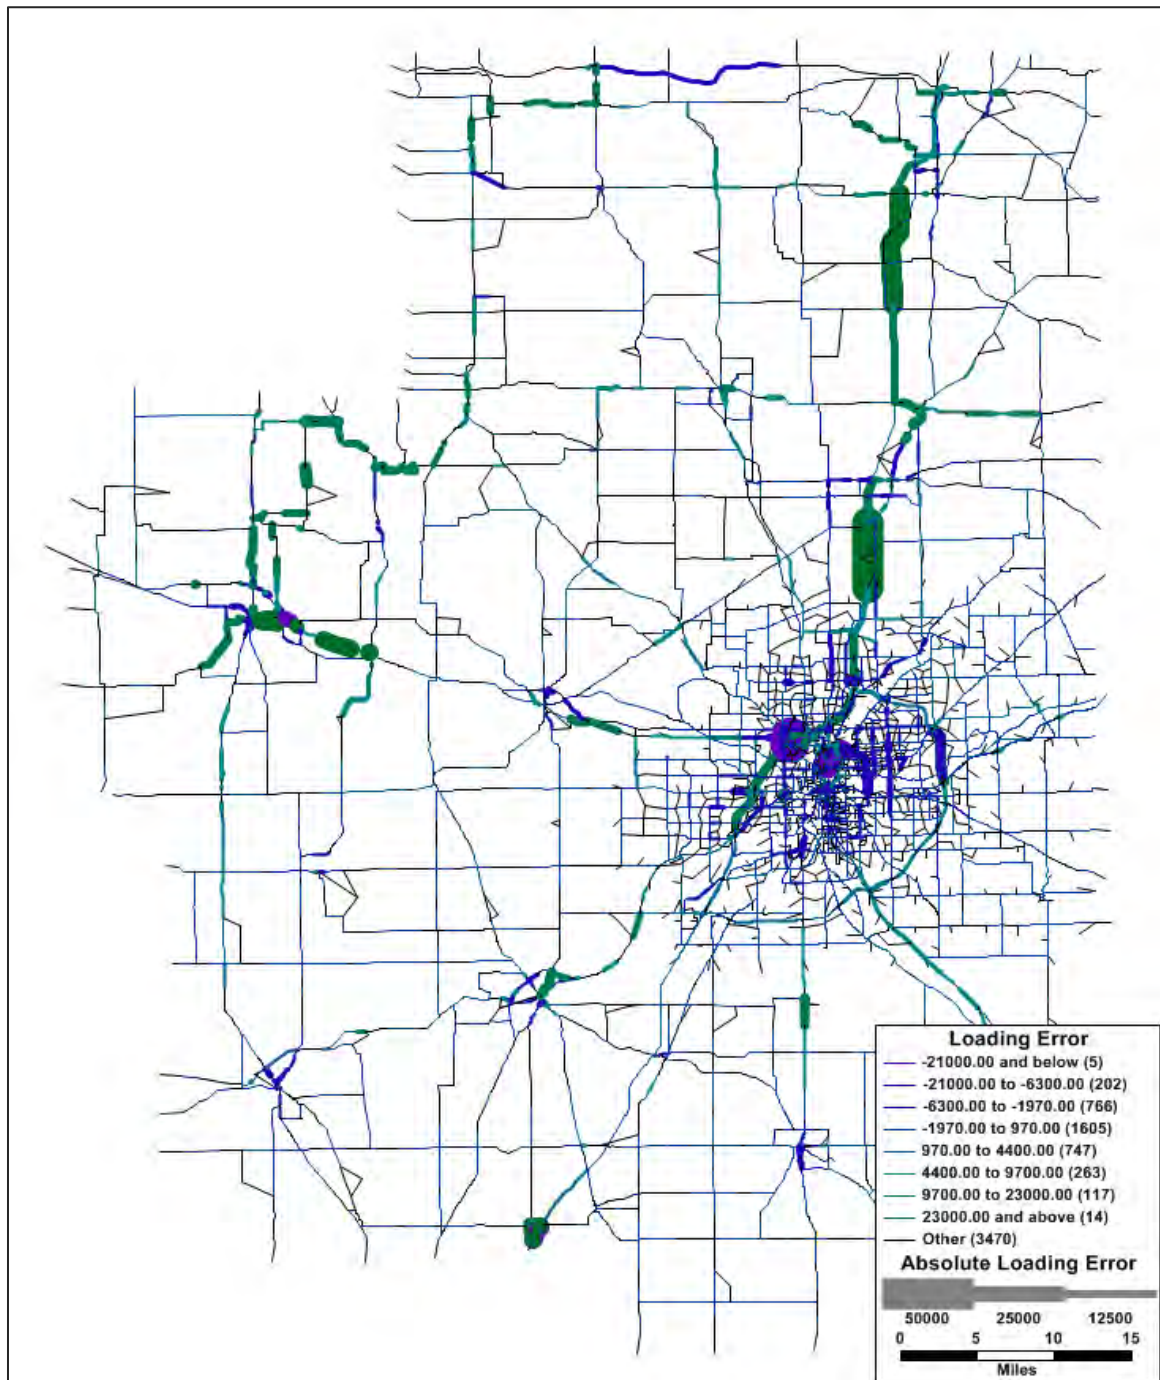 Loading Error
-21000.00 and below (5)
-21000.00 to -6300.00 (202)
-6300.00 to -1970.00 (766)
-1970.00 to 970.00 (1605)
970.00 to 4400.00 (747)
4400.00 to 9700.00 (263)
9700.00 to 23000.00 (117)
23000.00 and above (14)
Other (3470)
Absolute Loading Error
50000 25000 12500
0 5 10 15
Miles